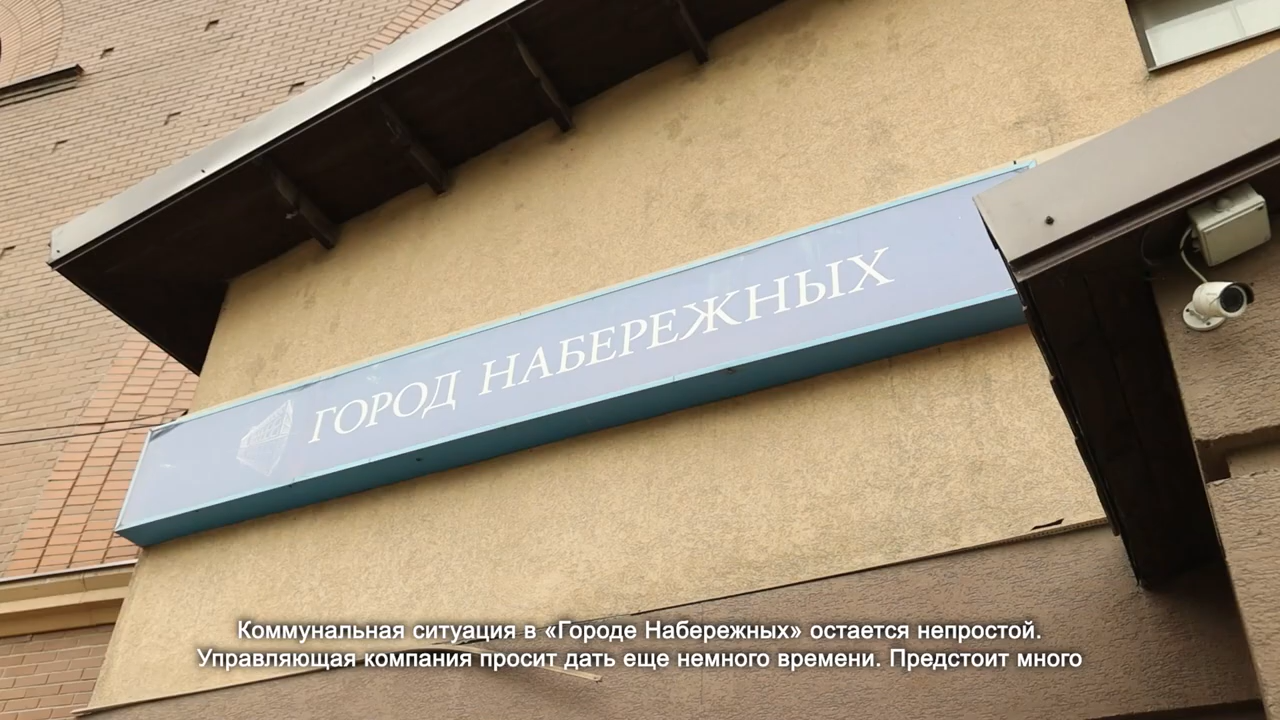 ГОРОД НАБЕРЕЖНЫХ
Коммунальная ситуация в «Городе Набережных» остается непростой.
Управляющая компания просит дать еще немного времени. Предстоит много